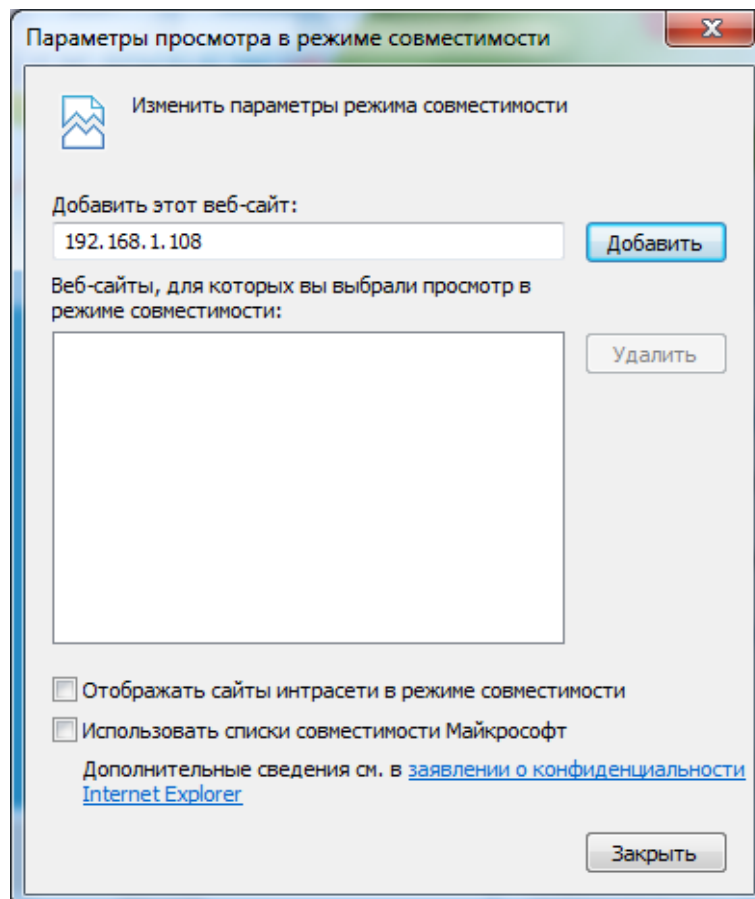 Параметры просмотра в режиме совместимости
X
Изменить параметры режима совместимости
Добавить этот веб-сайт:
192.168.1.108
Добавить
Веб-сайты, для которых вы выбрали просмотр в
режиме совместимости:
Удалить
Отображать сайты интрасети в режиме совместимости
Использовать списки совместимости Майкрософт
Дополнительные сведения см. в заявлении о конфиденциальности
Internet Explorer
Закрыть